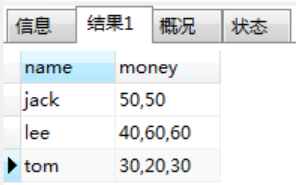 信息 结果1 概况 状态
name money
jack 50,50
lee 40,60,60
tom 30,20,30